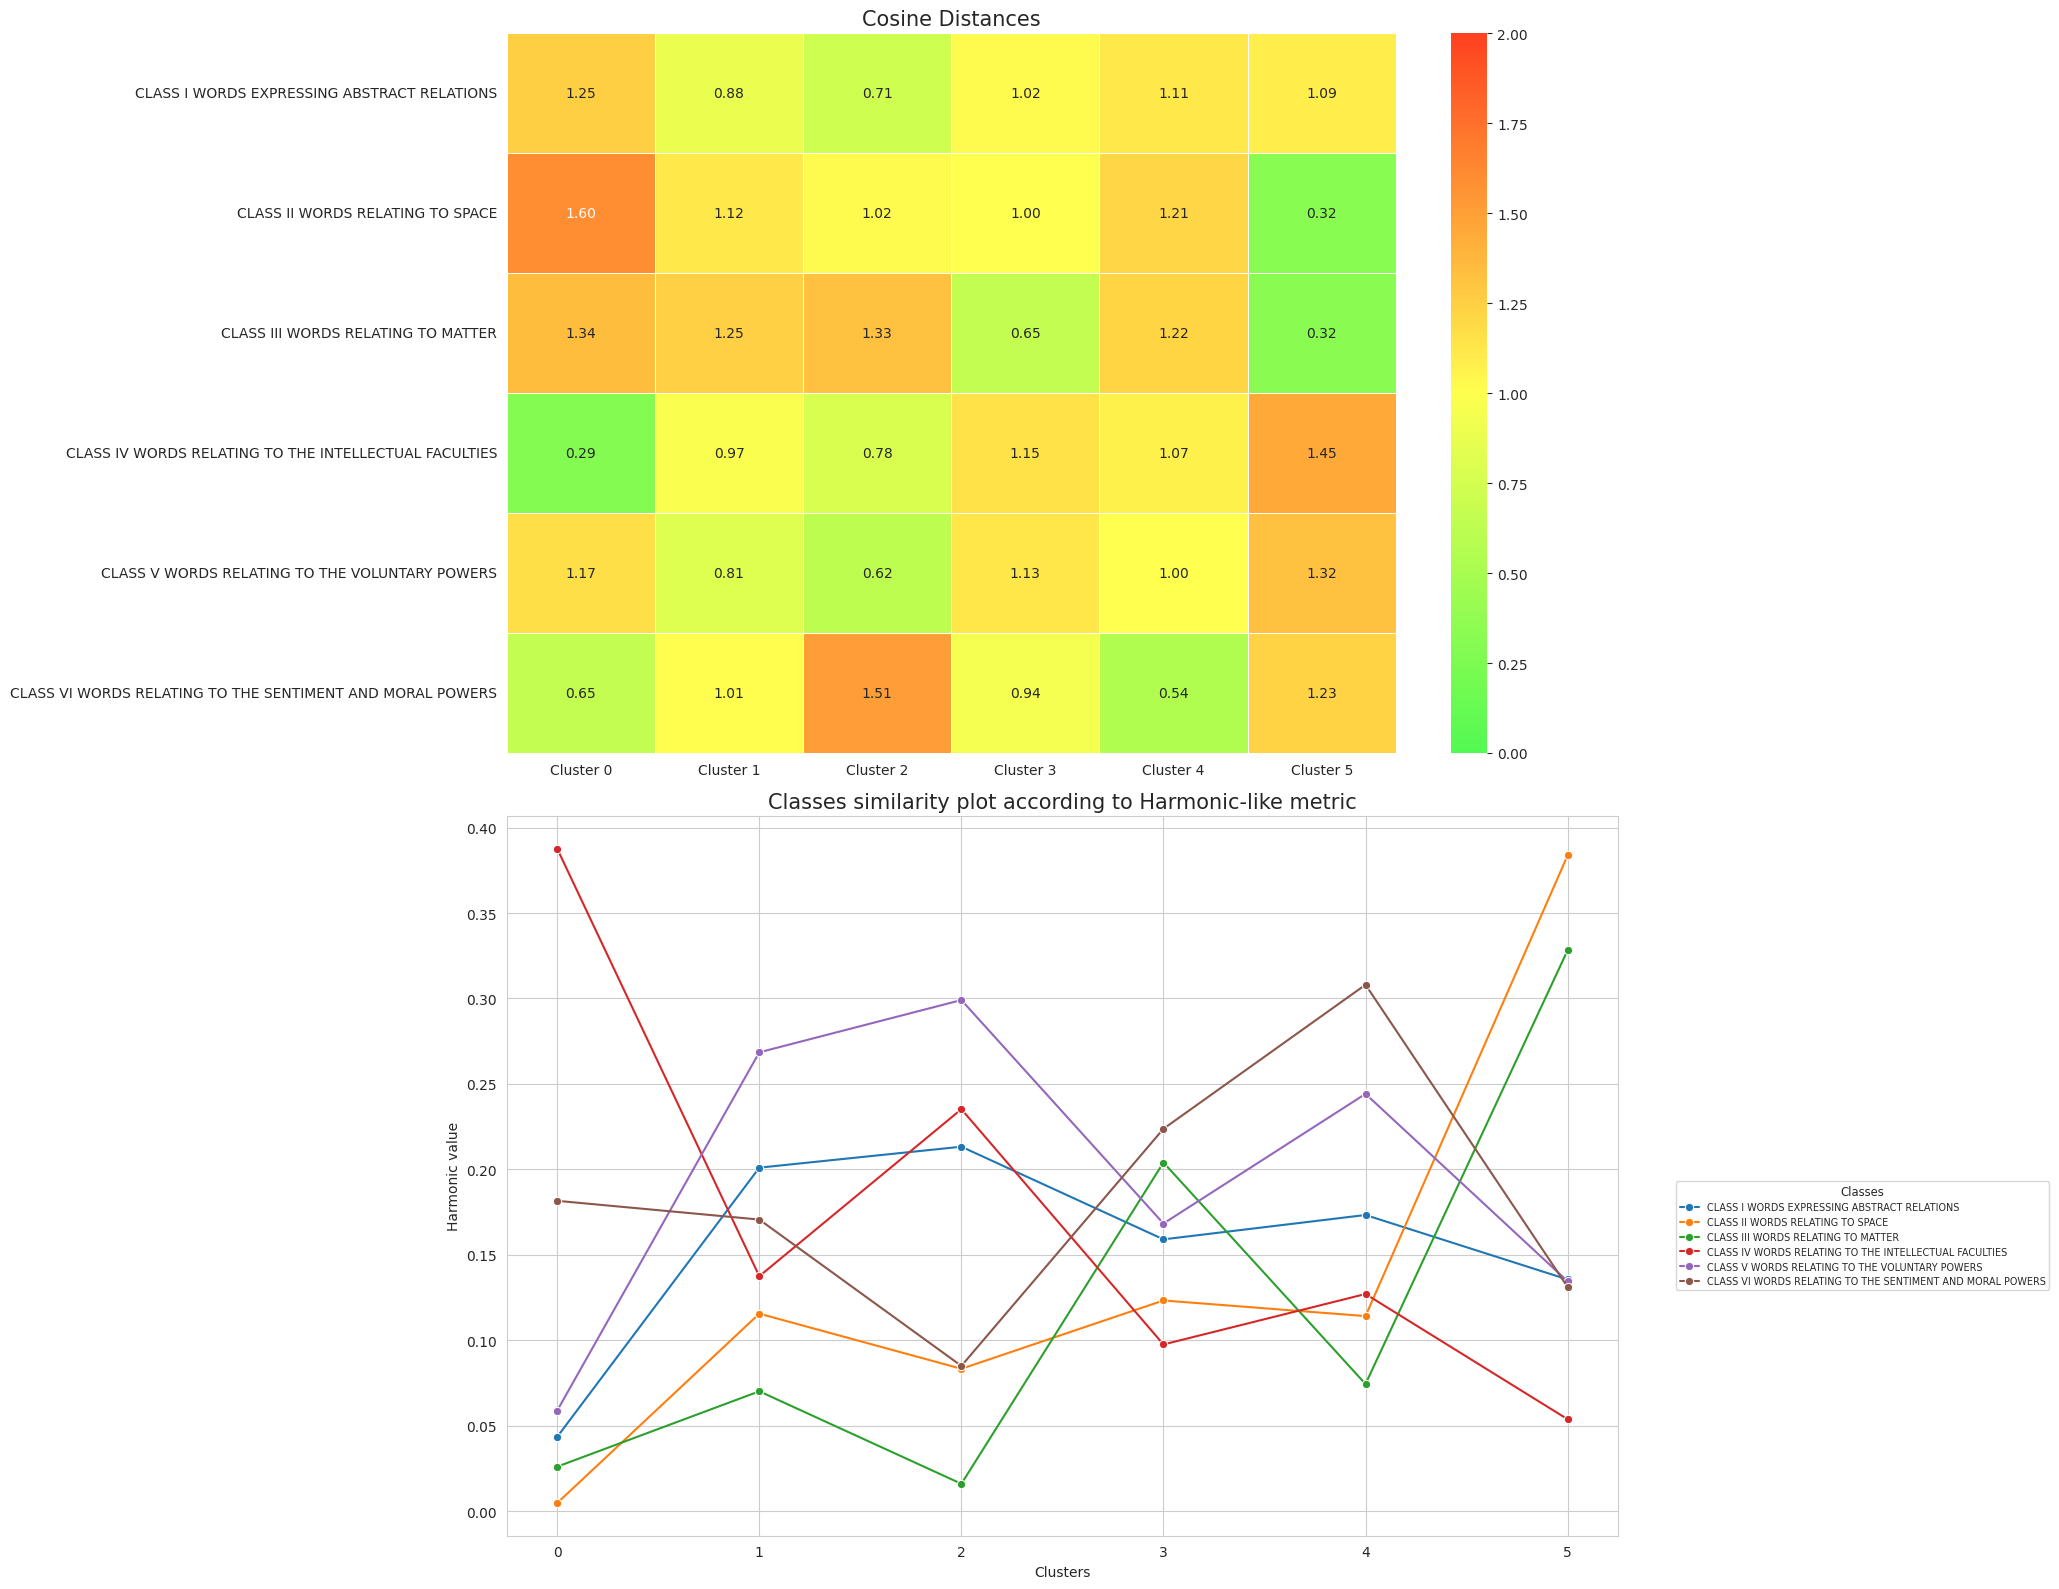 Cosine Distances
CLASS I WORDS EXPRESSING ABSTRACT RELATIONS 1.25 0.88 0.71 1.02 1.11 1.09
CLASS II WORDS RELATING TO SPACE 1.60 1.12 1.02 1.00 1.21 0.32
CLASS III WORDS RELATING TO MATTER 1.34 1.25 1.33 0.65 1.22 0.32
CLASS IV WORDS RELATING TO THE INTELLECTUAL FACULTIES 0.29 0.97 0.78 1.15 1.07 1.45
CLASS V WORDS RELATING TO THE VOLUNTARY POWERS 1.17 0.81 0.62 1.13 1.00 1.32
CLASS VI WORDS RELATING TO THE SENTIMENT AND MORAL POWERS 0.65 1.01 1.51 0.94 0.54 1.23
Cluster 0 Cluster 1 Cluster 2 Cluster 3 Cluster 4 Cluster 5
2.00
1.75
1.50
1.25
1.00
0.75
0.50
0.25
0.00
Classes similarity plot according to Harmonic-like metric
Harmonic value
0.40
0.35
0.30
0.25
0.20
0.15
0.10
0.05
0.00
0 1 2 3 4 5
Clusters
Classes
CLASS I WORDS EXPRESSING ABSTRACT RELATIONS
CLASS II WORDS RELATING TO SPACE
CLASS III WORDS RELATING TO MATTER
CLASS IV WORDS RELATING TO THE INTELLECTUAL FACULTIES
CLASS V WORDS RELATING TO THE VOLUNTARY POWERS
CLASS VI WORDS RELATING TO THE SENTIMENT AND MORAL POWERS